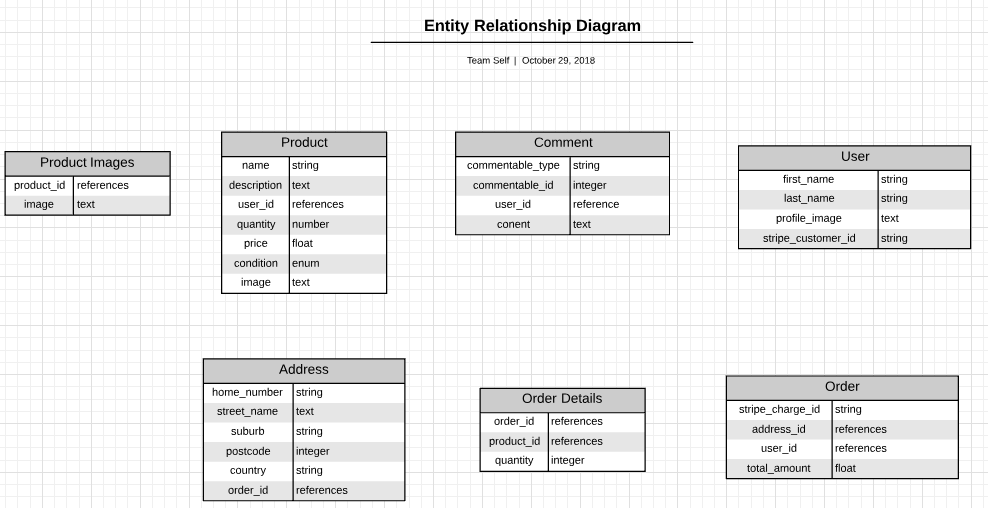 Entity Relationship Diagram
Team Self | October 29, 2018
Product Images
product_id references
image text
Product
name string
description text
user_id references
quantity number
price float
condition enum
image text
Comment
commentable_type string
commentable_id integer
user_id reference
conent text
User
first_name string
last_name string
profile_image text
stripe_customer_id string
Address
home_number string
street_name text
suburb string
postcode integer
country string
order_id references
Order Details
order_id references
product_id references
quantity integer
Order
stripe_charge_id string
address_id references
user_id references
total_amount float